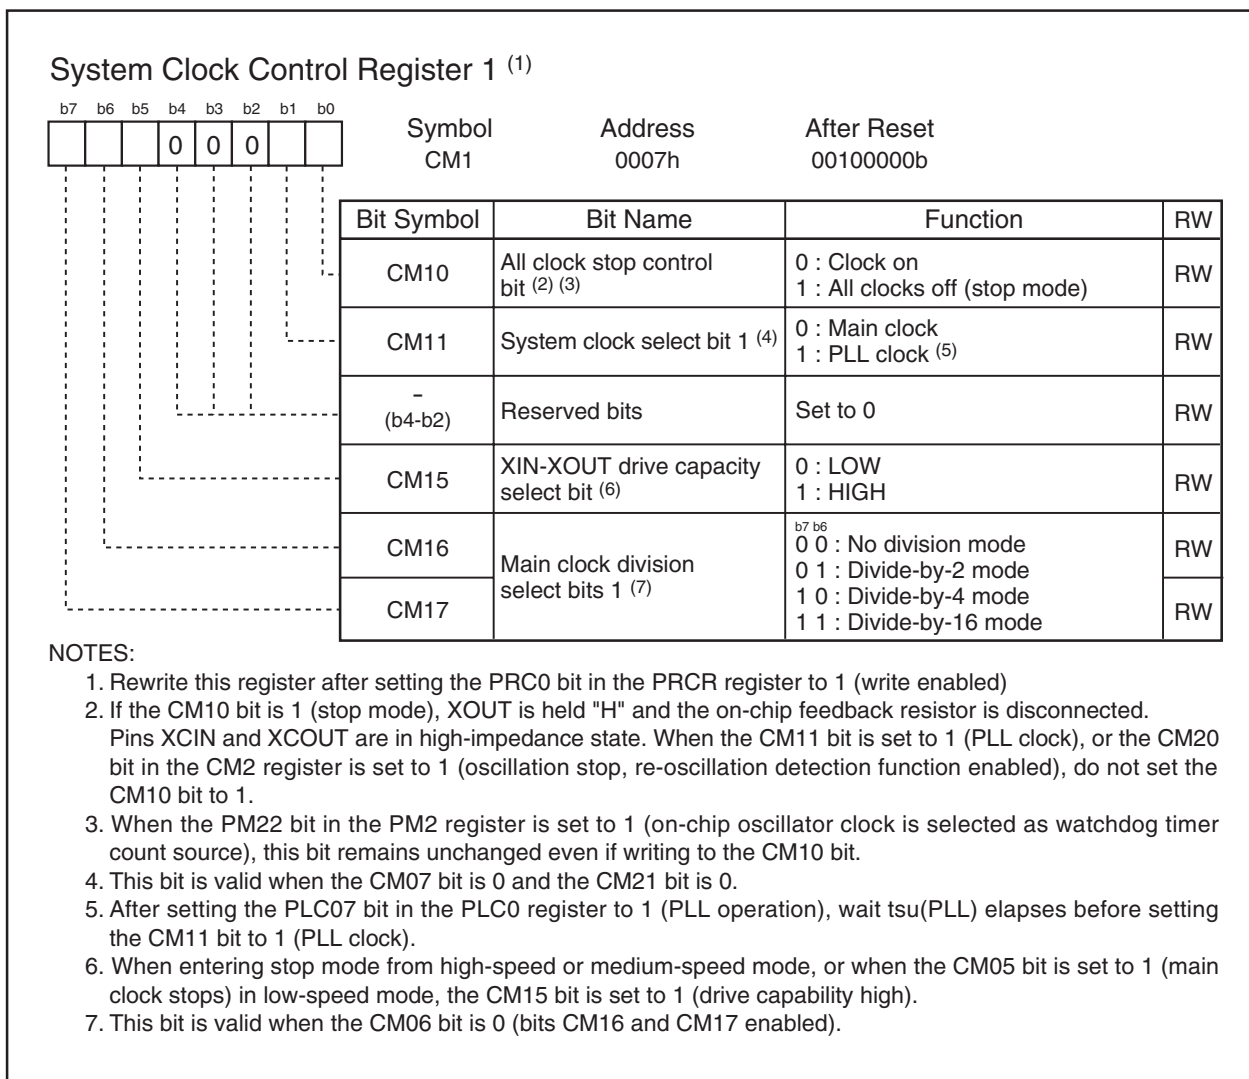 System Clock Control Register 1 (1)
b7 b6 b5 b4 b3 b2 b1 b0
0 0 0
Symbol Address After Reset
CM1 0007h 00100000b
Bit Symbol Bit Name Function RW
CM10 All clock stop control bit (2) (3) 0 : Clock on RW
1 : All clocks off (stop mode)
CM11 System clock select bit 1 (4) 0 : Main clock RW
1 : PLL clock (5)
– (b4-b2) Reserved bits Set to 0 RW
CM15 XIN-XOUT drive capacity select bit (6) 0 : LOW RW
1 : HIGH
CM16 Main clock division select bits 1 (7) b7 b6 RW
0 0 : No division mode
0 1 : Divide-by-2 mode
CM17 1 0 : Divide-by-4 mode RW
1 1 : Divide-by-16 mode
NOTES:
1. Rewrite this register after setting the PRC0 bit in the PRCR register to 1 (write enabled)
2. If the CM10 bit is 1 (stop mode), XOUT is held "H" and the on-chip feedback resistor is disconnected.
Pins XCIN and XCOUT are in high-impedance state. When the CM11 bit is set to 1 (PLL clock), or the CM20
bit in the CM2 register is set to 1 (oscillation stop, re-oscillation detection function enabled), do not set the
CM10 bit to 1.
3. When the PM22 bit in the PM2 register is set to 1 (on-chip oscillator clock is selected as watchdog timer
count source), this bit remains unchanged even if writing to the CM10 bit.
4. This bit is valid when the CM07 bit is 0 and the CM21 bit is 0.
5. After setting the PLC07 bit in the PLC0 register to 1 (PLL operation), wait tsu(PLL) elapses before setting
the CM11 bit to 1 (PLL clock).
6. When entering stop mode from high-speed or medium-speed mode, or when the CM05 bit is set to 1 (main
clock stops) in low-speed mode, the CM15 bit is set to 1 (drive capability high).
7. This bit is valid when the CM06 bit is 0 (bits CM16 and CM17 enabled).